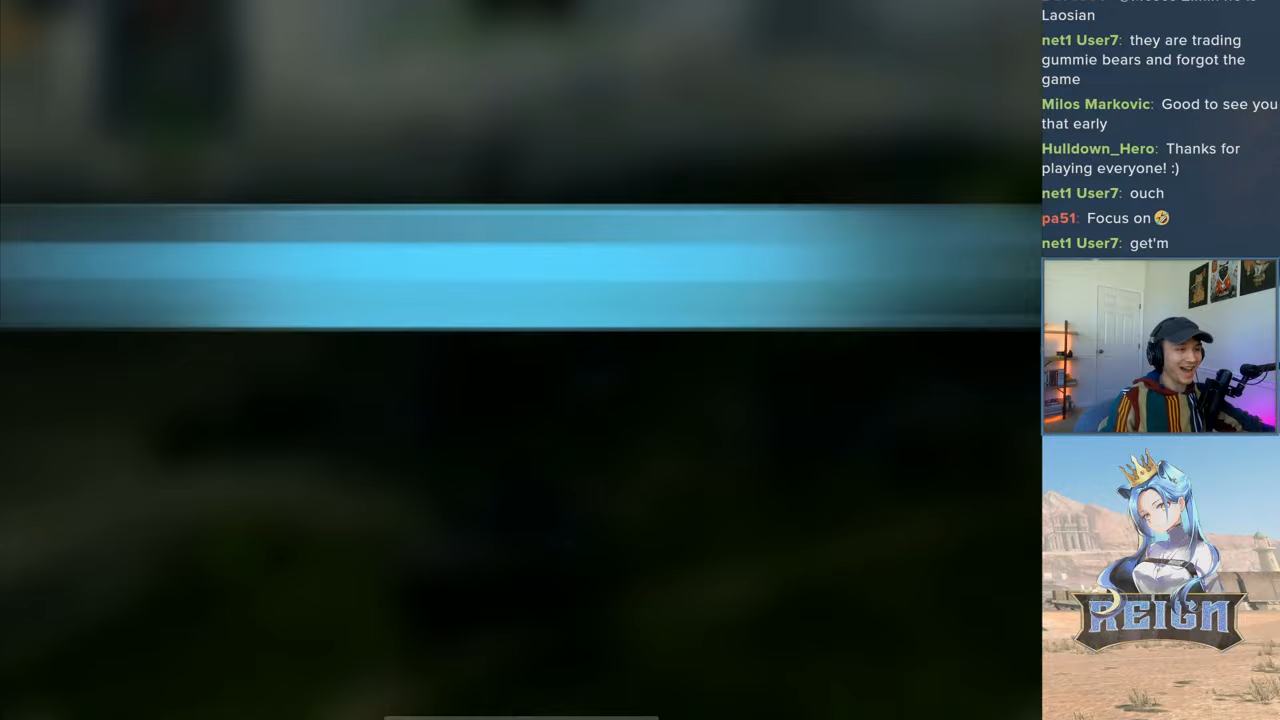 Laosian
net1 User7: they are trading
gummie bears and forgot the
game
Milos Markovic: Good to see you
that early
Hulldown_Hero: Thanks for
playing everyone! :)
net1 User7: ouch
pa51: Focus on 🤣
net1 User7: get'm
REIGN